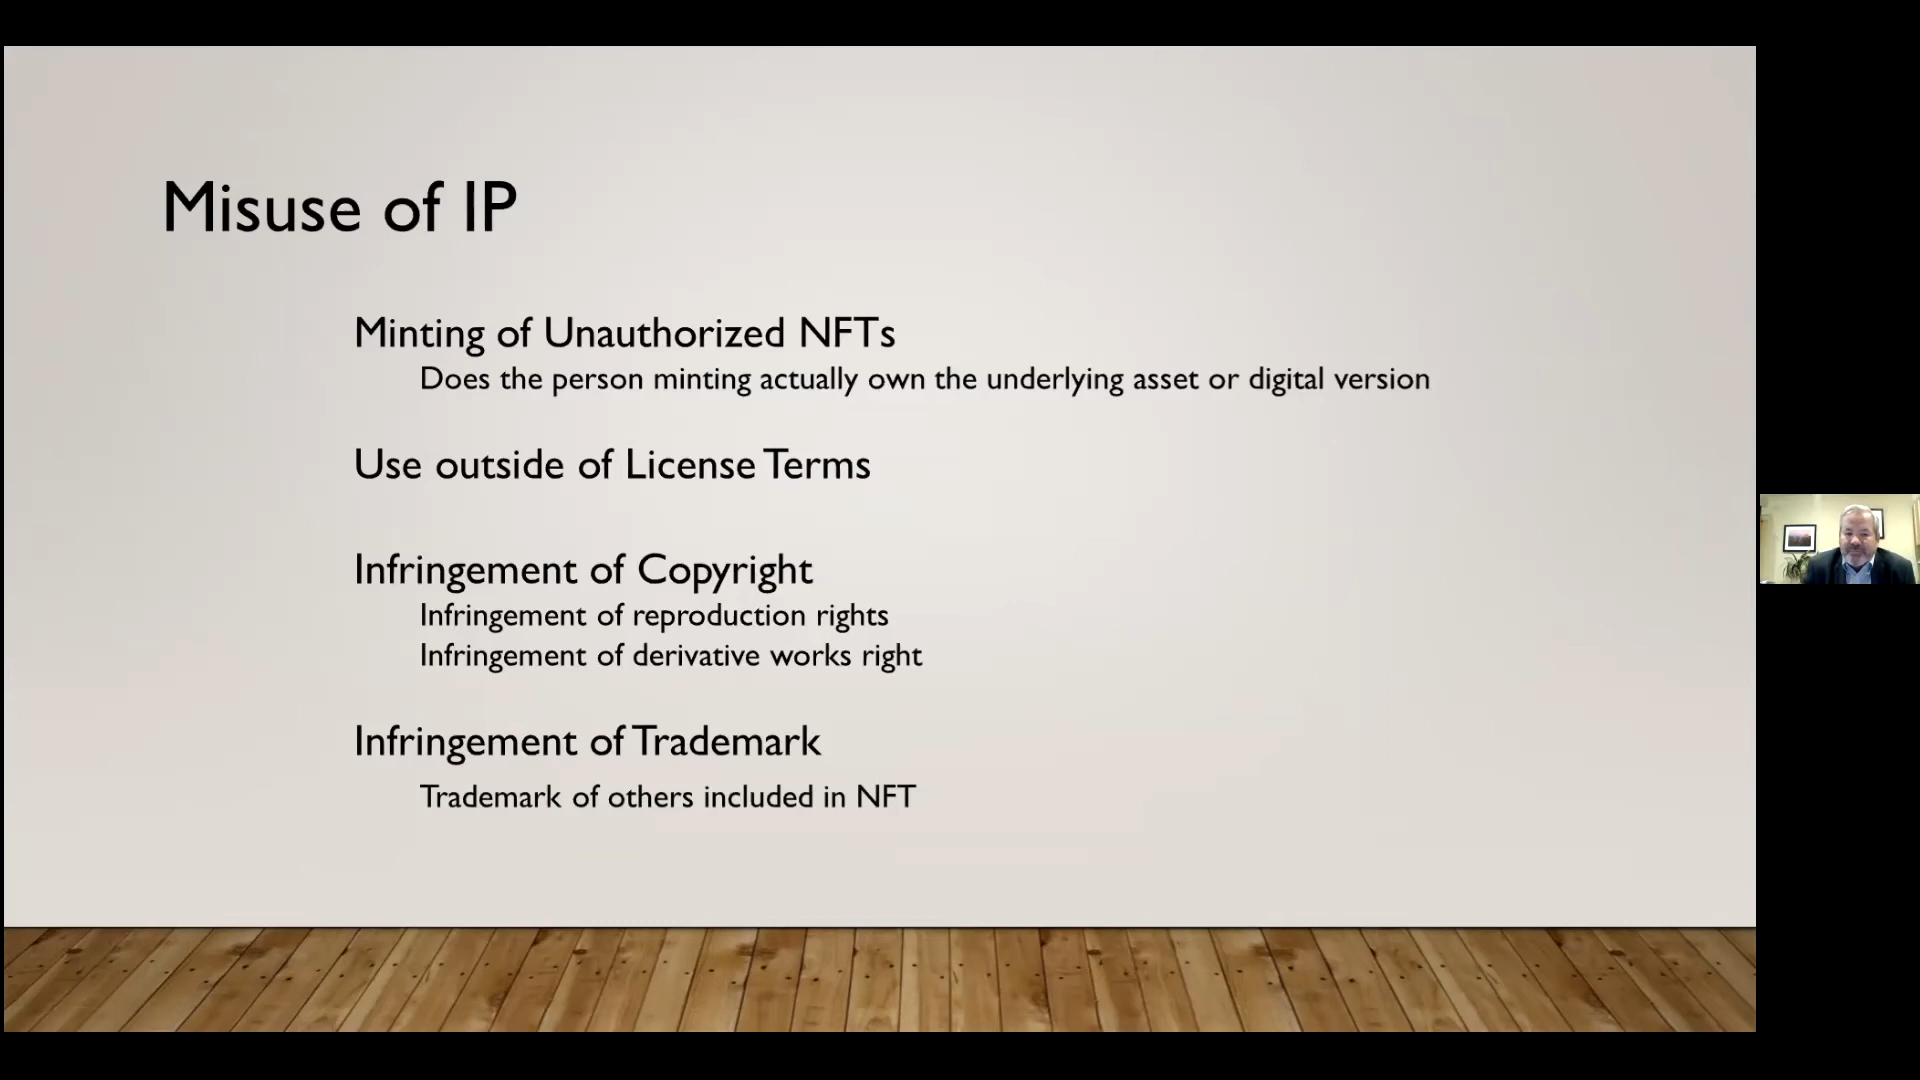 Misuse of IP
Minting of Unauthorized NFTs
Does the person minting actually own the underlying asset or digital version
Use outside of License Terms
Infringement of Copyright
Infringement of reproduction rights
Infringement of derivative works right
Infringement of Trademark
Trademark of others included in NFT